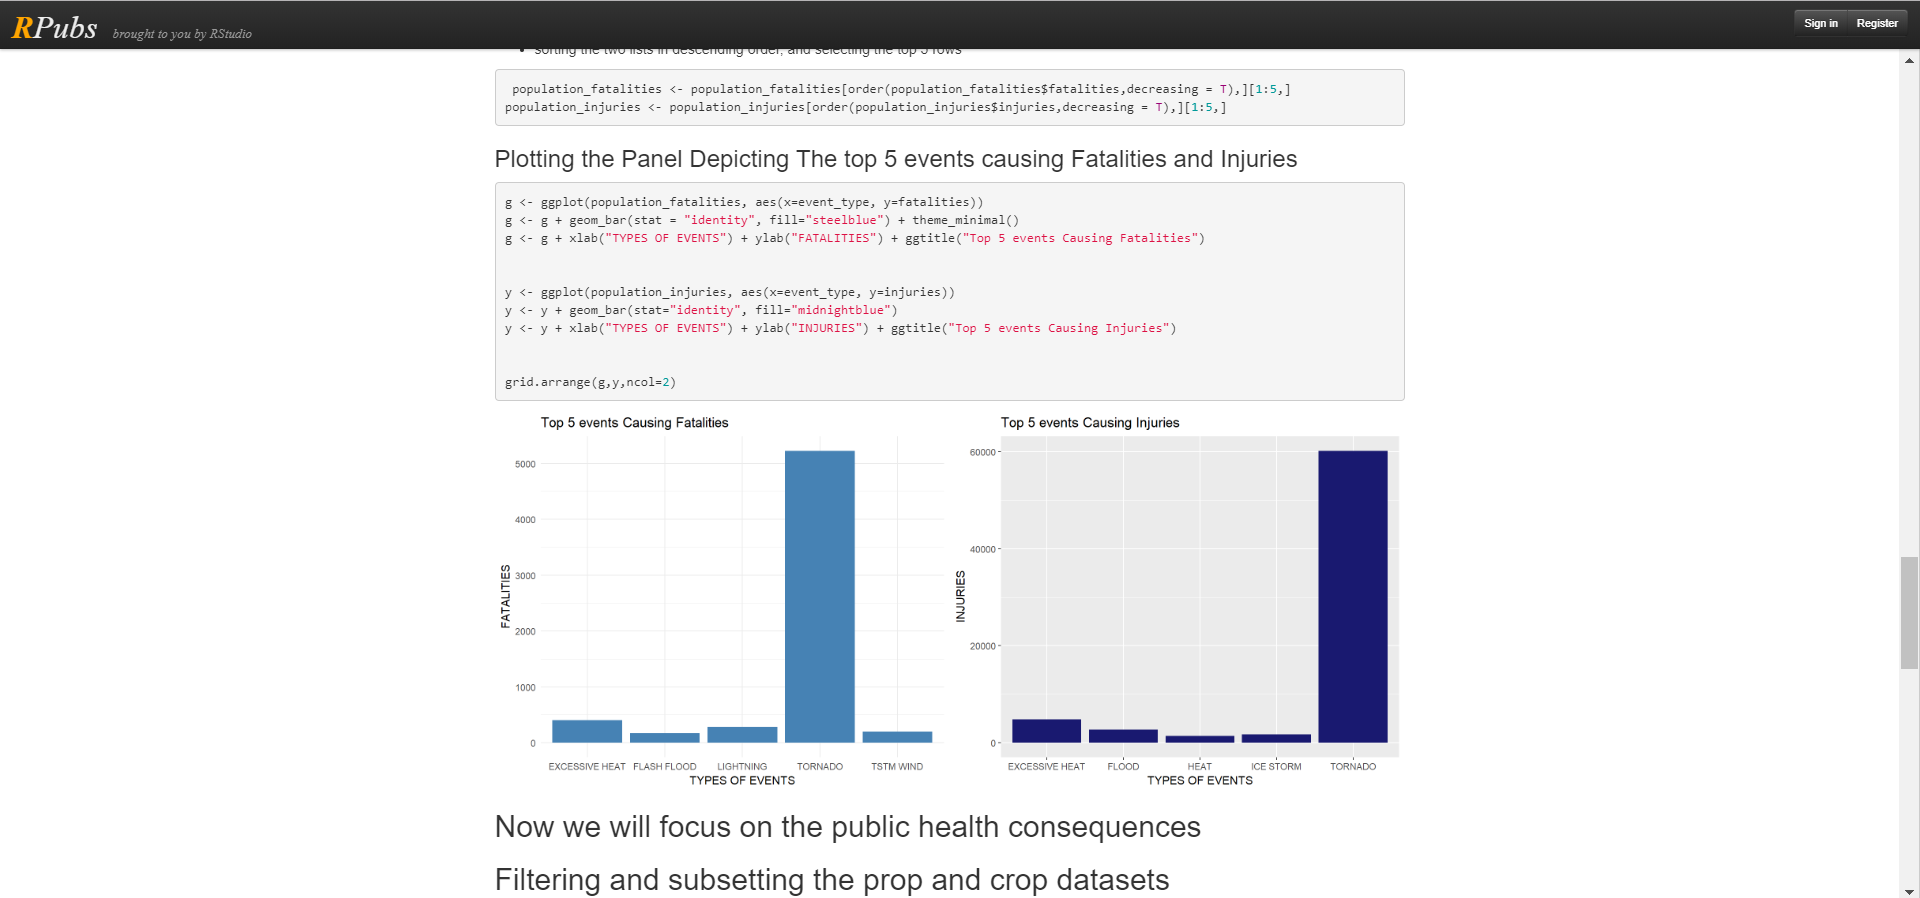 RPubs brought to you by RStudio Sign in Register
sorting the two lists in descending order, and selecting the top 5 rows
population_fatalities <- population_fatalities[order(population_fatalities$fatalities,decreasing = T),][1:5,]
population_injuries <- population_injuries[order(population_injuries$injuries,decreasing = T),][1:5,]
Plotting the Panel Depicting The top 5 events causing Fatalities and Injuries
g <- ggplot(population_fatalities, aes(x=event_type, y=fatalities))
g <- g + geom_bar(stat = "identity", fill="steelblue") + theme_minimal()
g <- g + xlab("TYPES OF EVENTS") + ylab("FATALITIES") + ggtitle("Top 5 events Causing Fatalities")
y <- ggplot(population_injuries, aes(x=event_type, y=injuries))
y <- y + geom_bar(stat="identity", fill="midnightblue")
y <- y + xlab("TYPES OF EVENTS") + ylab("INJURIES") + ggtitle("Top 5 events Causing Injuries")
grid.arrange(g,y,ncol=2)
Top 5 events Causing Fatalities
5000
4000
3000
2000
1000
0
FATALITIES
EXCESSIVE HEAT FLASH FLOOD LIGHTNING TORNADO TSTM WIND
TYPES OF EVENTS
Top 5 events Causing Injuries
60000
40000
20000
0
INJURIES
EXCESSIVE HEAT FLOOD HEAT ICE STORM TORNADO
TYPES OF EVENTS
Now we will focus on the public health consequences
Filtering and subsetting the prop and crop datasets